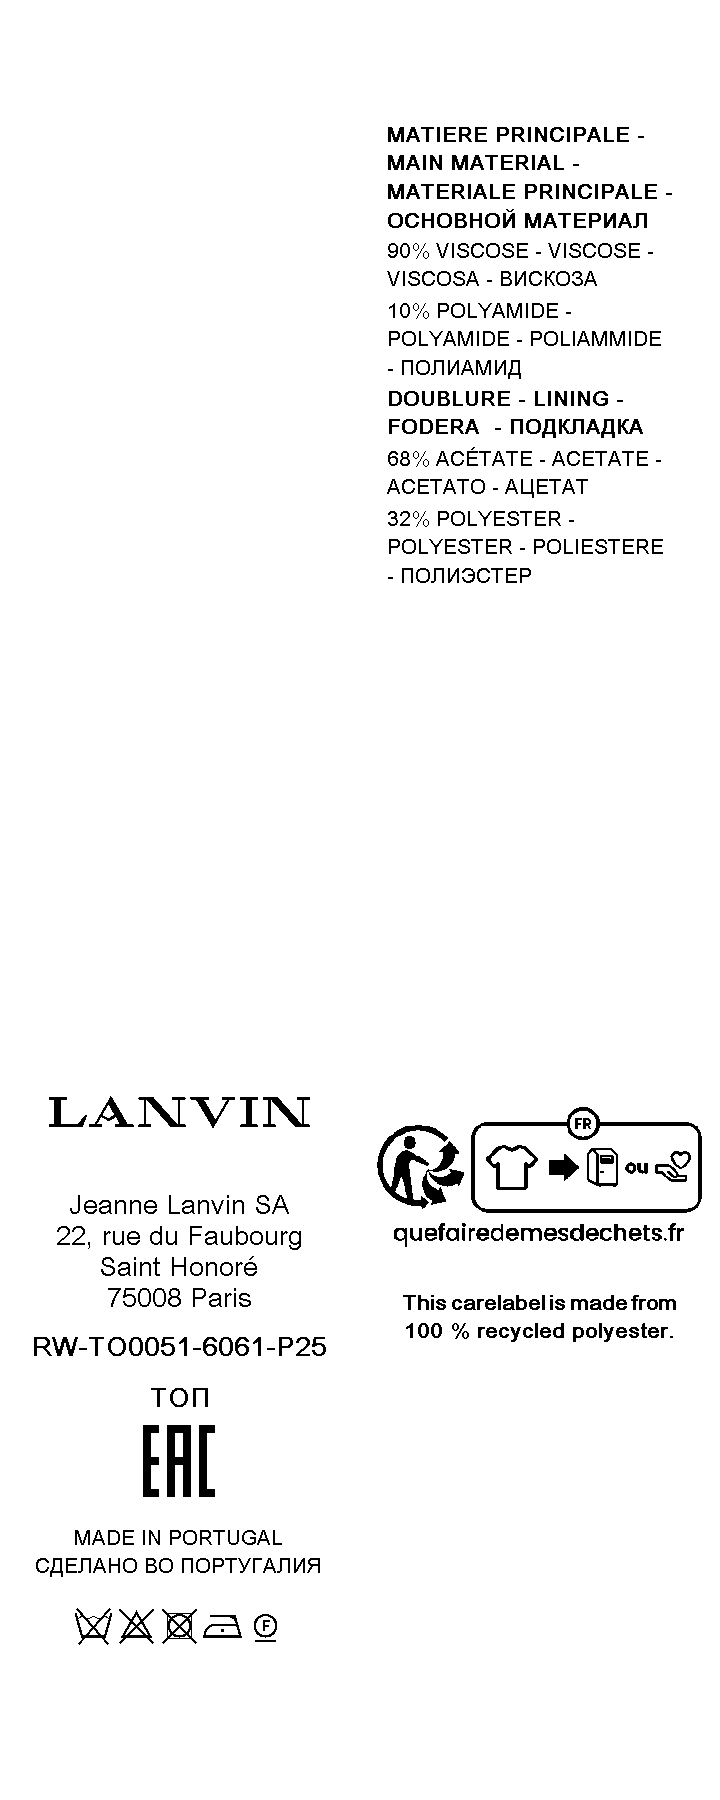 MATIERE PRINCIPALE -
MAIN MATERIAL -
MATERIALE PRINCIPALE -
ОСНОВНОЙ МАТЕРИАЛ
90% VISCOSE - VISCOSE -
VISCOSA - ВИСКОЗА
10% POLYAMIDE -
POLYAMIDE - POLIAMMIDE
- ПОЛИАМИД
DOUBLURE - LINING -
FODERA - ПОДКЛАДКА
68% ACÉTATE - ACETATE -
ACETATO - АЦЕТАТ
32% POLYESTER -
POLYESTER - POLIESTERE
- ПОЛИЭСТЕР
LANVIN
Jeanne Lanvin SA
22, rue du Faubourg
Saint Honoré
75008 Paris
RW-TO0051-6061-P25
ТОП
EAC
MADE IN PORTUGAL
СДЕЛАНО ВО ПОРТУГАЛИЯ
F
FR
ou
quefairedemesdechets.fr
This carelabel is made from
100 % recycled polyester.